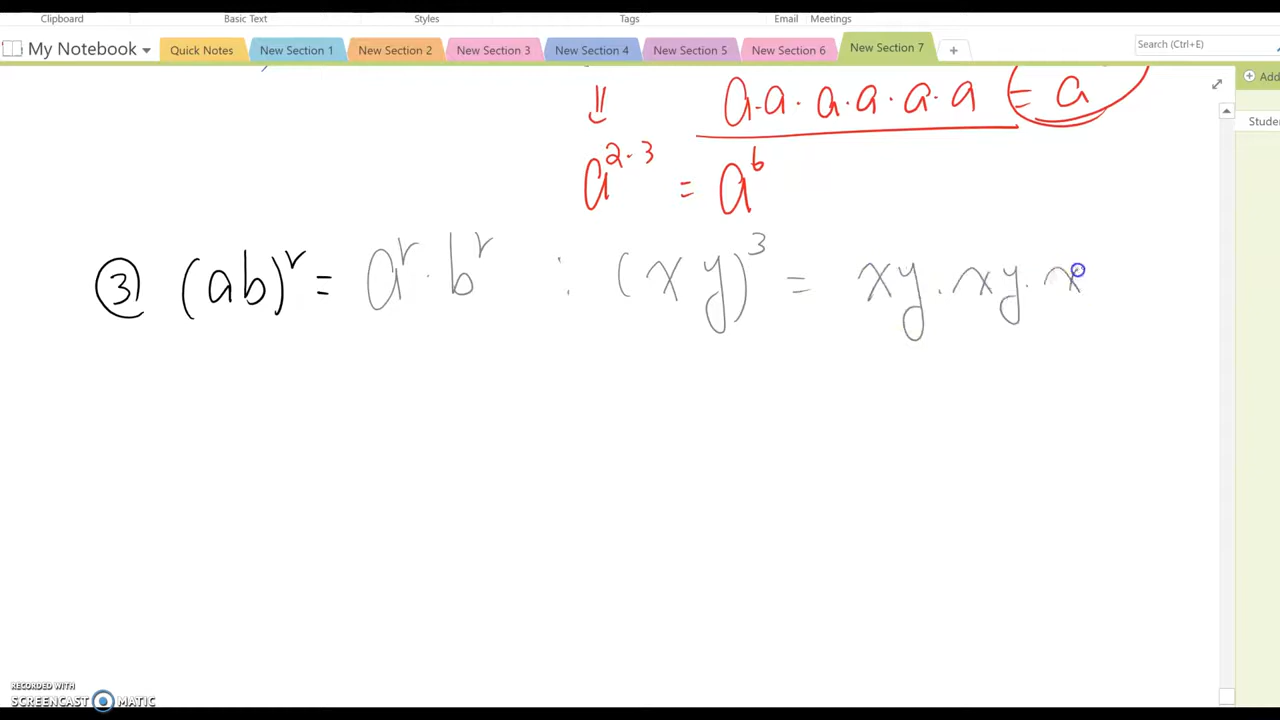 Clipboard Basic Text Styles Tags Email Meetings
My Notebook Quick Notes New Section 1 New Section 2 New Section 3 New Section 4 New Section 5 New Section 6 New Section 7 + Search (Ctrl+E)
Add
Studen
a·a·a·a·a·a = a
a^{2·3} = a^6
③ (ab)^r = a^r · b^r : (xy)^3 = xy·xy·x
RECORDED WITH
SCREENCAST MATIC